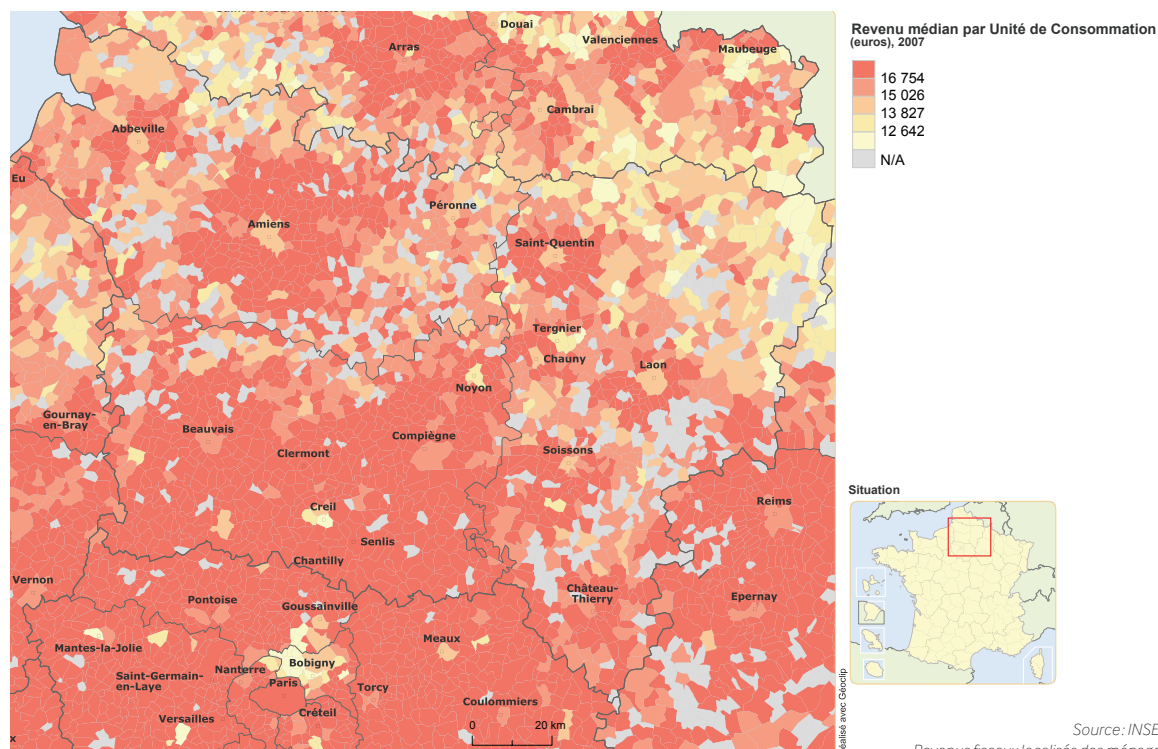 Douai
Valenciennes
Arras
Maubeuge
Cambrai
Abbeville
Eu
Péronne
Amiens
Saint-Quentin
Tergnier
Chauny
Laon
Noyon
Gournay-
en-Bray
Beauvais
Compiègne
Clermont
Soissons
Reims
Creil
Senlis
Chantilly
Vernon
Château-
Thierry
Epernay
Pontoise
Goussainville
Mantes-la-Jolie
Meaux
Nanterre
Bobigny
Saint-Germain-
en-Laye
Paris
Torcy
Coulommiers
Versailles
Créteil
x
0 20 km
Revenu médian par Unité de Consommation
(euros), 2007
16 754
15 026
13 827
12 642
N/A
Situation
éalisé avec Géoclip
Source: INSE